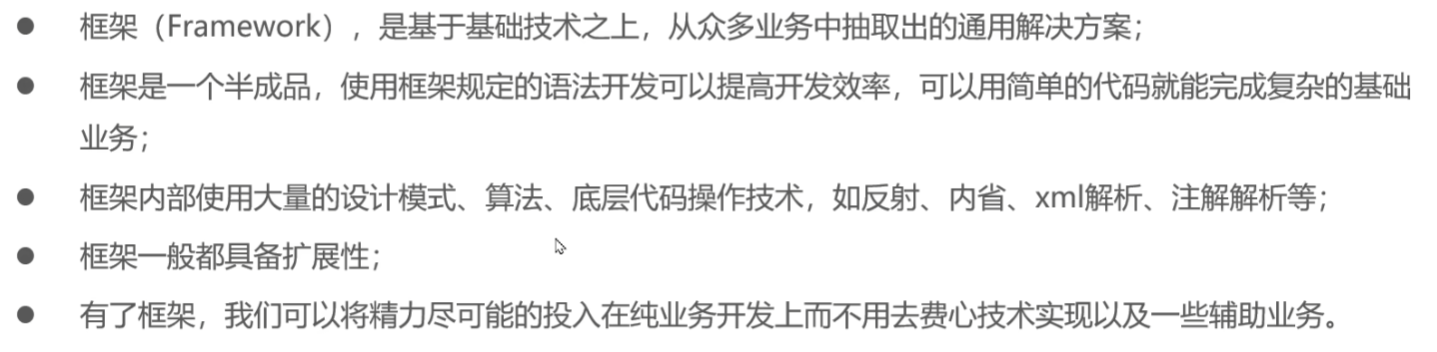 ● 框架（Framework），是基于基础技术之上，从众多业务中抽取出的通用解决方案；
● 框架是一个半成品，使用框架规定的语法开发可以提高开发效率，可以用简单的代码就能完成复杂的基础
业务；
● 框架内部使用大量的设计模式、算法、底层代码操作技术，如反射、内省、xml解析、注解解析等；
● 框架一般都具备扩展性；
● 有了框架，我们可以将精力尽可能的投入在纯业务开发上而不用去费心技术实现以及一些辅助业务。